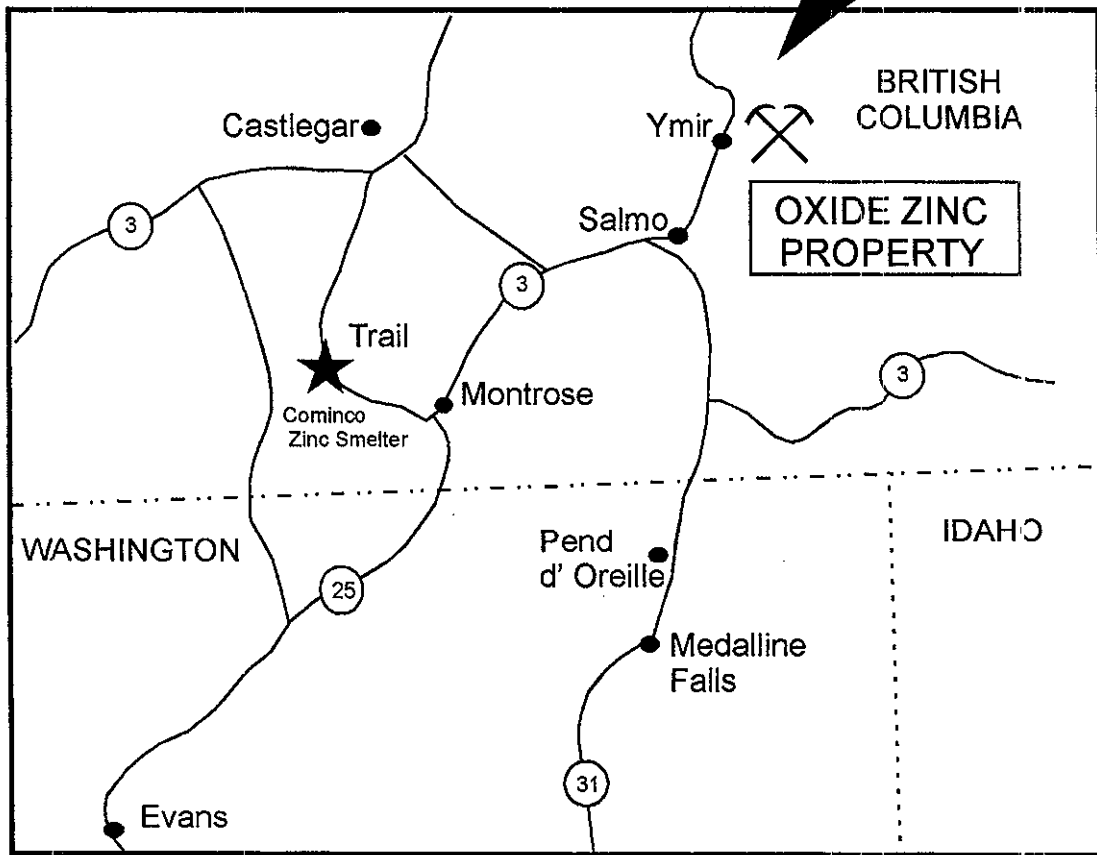 BRITISH
COLUMBIA
Castlegar
Ymir
OXIDE ZINC
PROPERTY
Salmo
3
3
Trail
3
Montrose
Cominco
Zinc Smelter
WASHINGTON
IDAHO
Pend
d' Oreille
25
Medalline
Falls
31
Evans